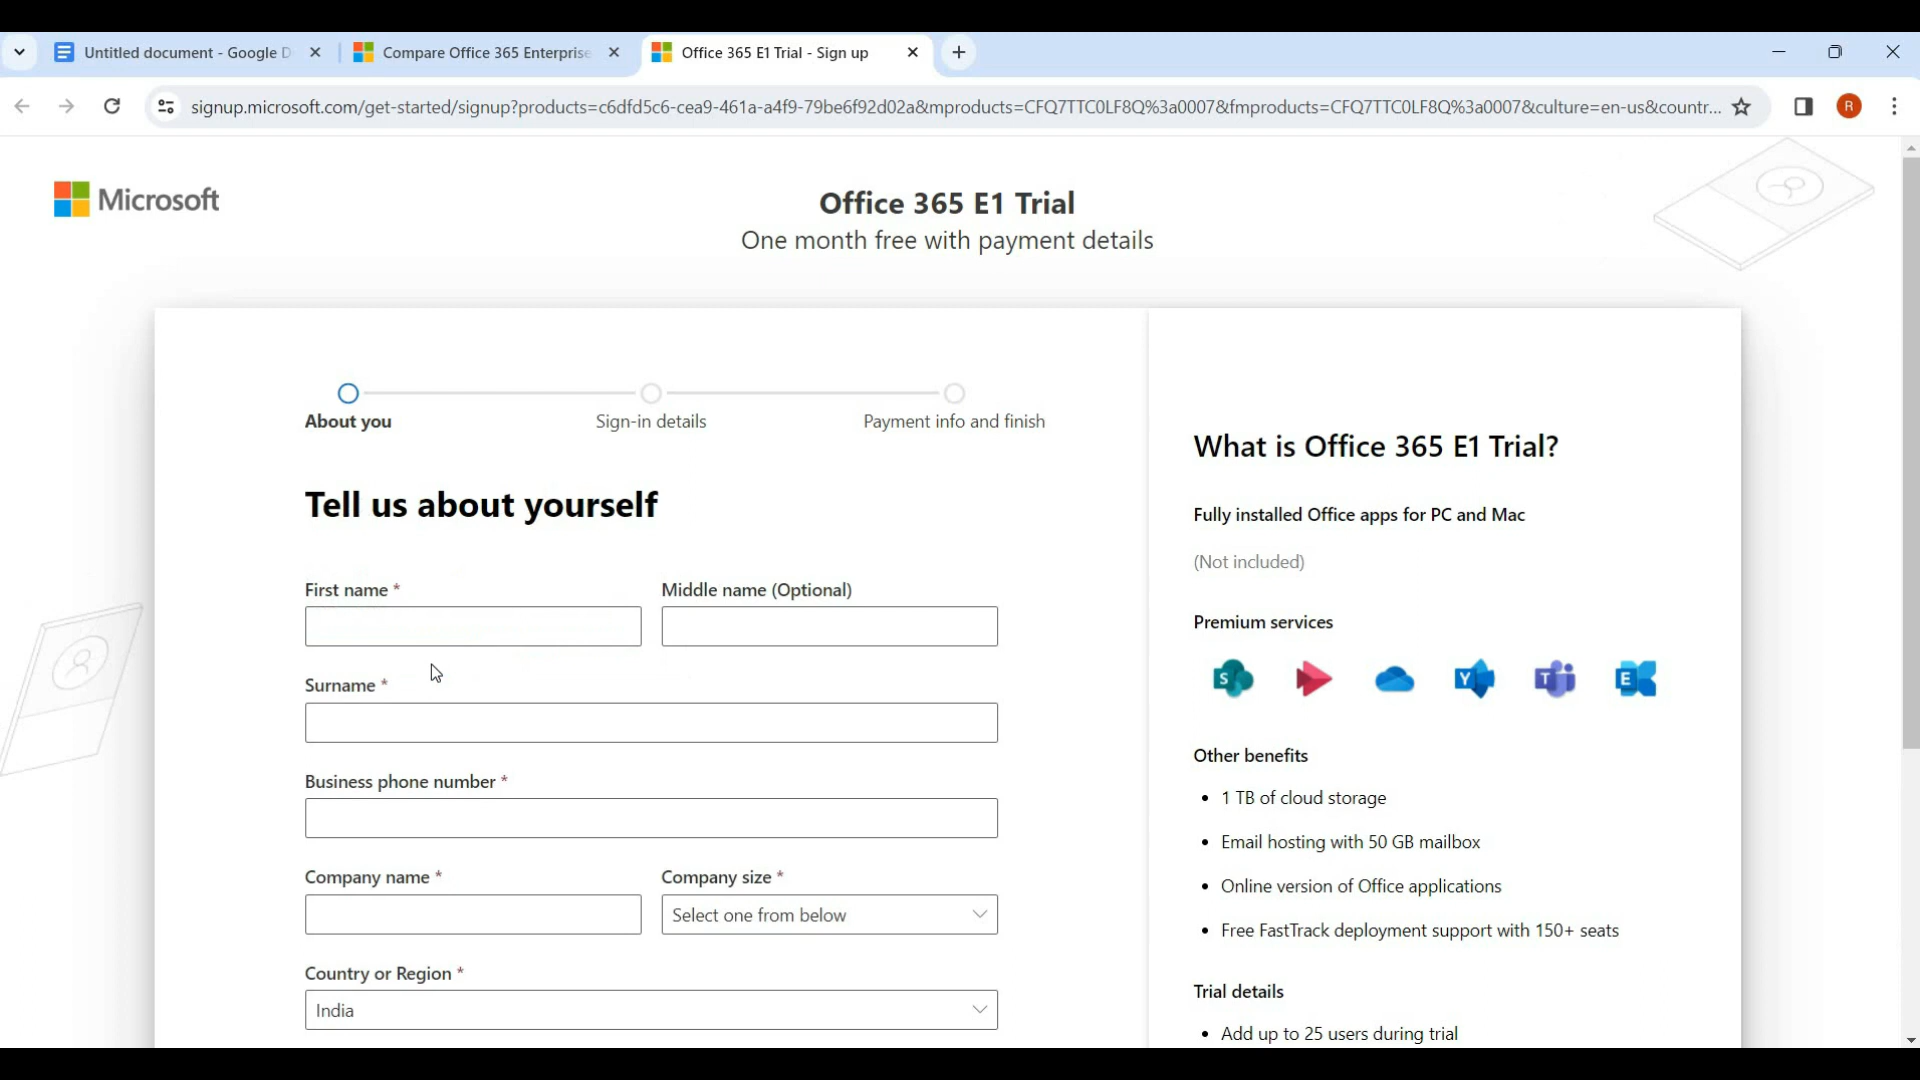 Untitled document - Google D
Compare Office 365 Enterprise
Office 365 E1 Trial - Sign up
signup.microsoft.com/get-started/signup?products=c6dfd5c6-cea9-461a-a4f9-79be6f92d02a&mproducts=CFQ7TTC0LF8Q%3a0007&fmproducts=CFQ7TTC0LF8Q%3a0007&culture=en-us&countr...
R
Microsoft
Office 365 E1 Trial
One month free with payment details
About you
Sign-in details
Payment info and finish
Tell us about yourself
First name *
Middle name (Optional)
Surname *
Business phone number *
Company name *
Company size *
Select one from below
Country or Region *
India
What is Office 365 E1 Trial?
Fully installed Office apps for PC and Mac
(Not included)
Premium services
S
Y
T
E
Other benefits
• 1 TB of cloud storage
• Email hosting with 50 GB mailbox
• Online version of Office applications
• Free FastTrack deployment support with 150+ seats
Trial details
• Add up to 25 users during trial